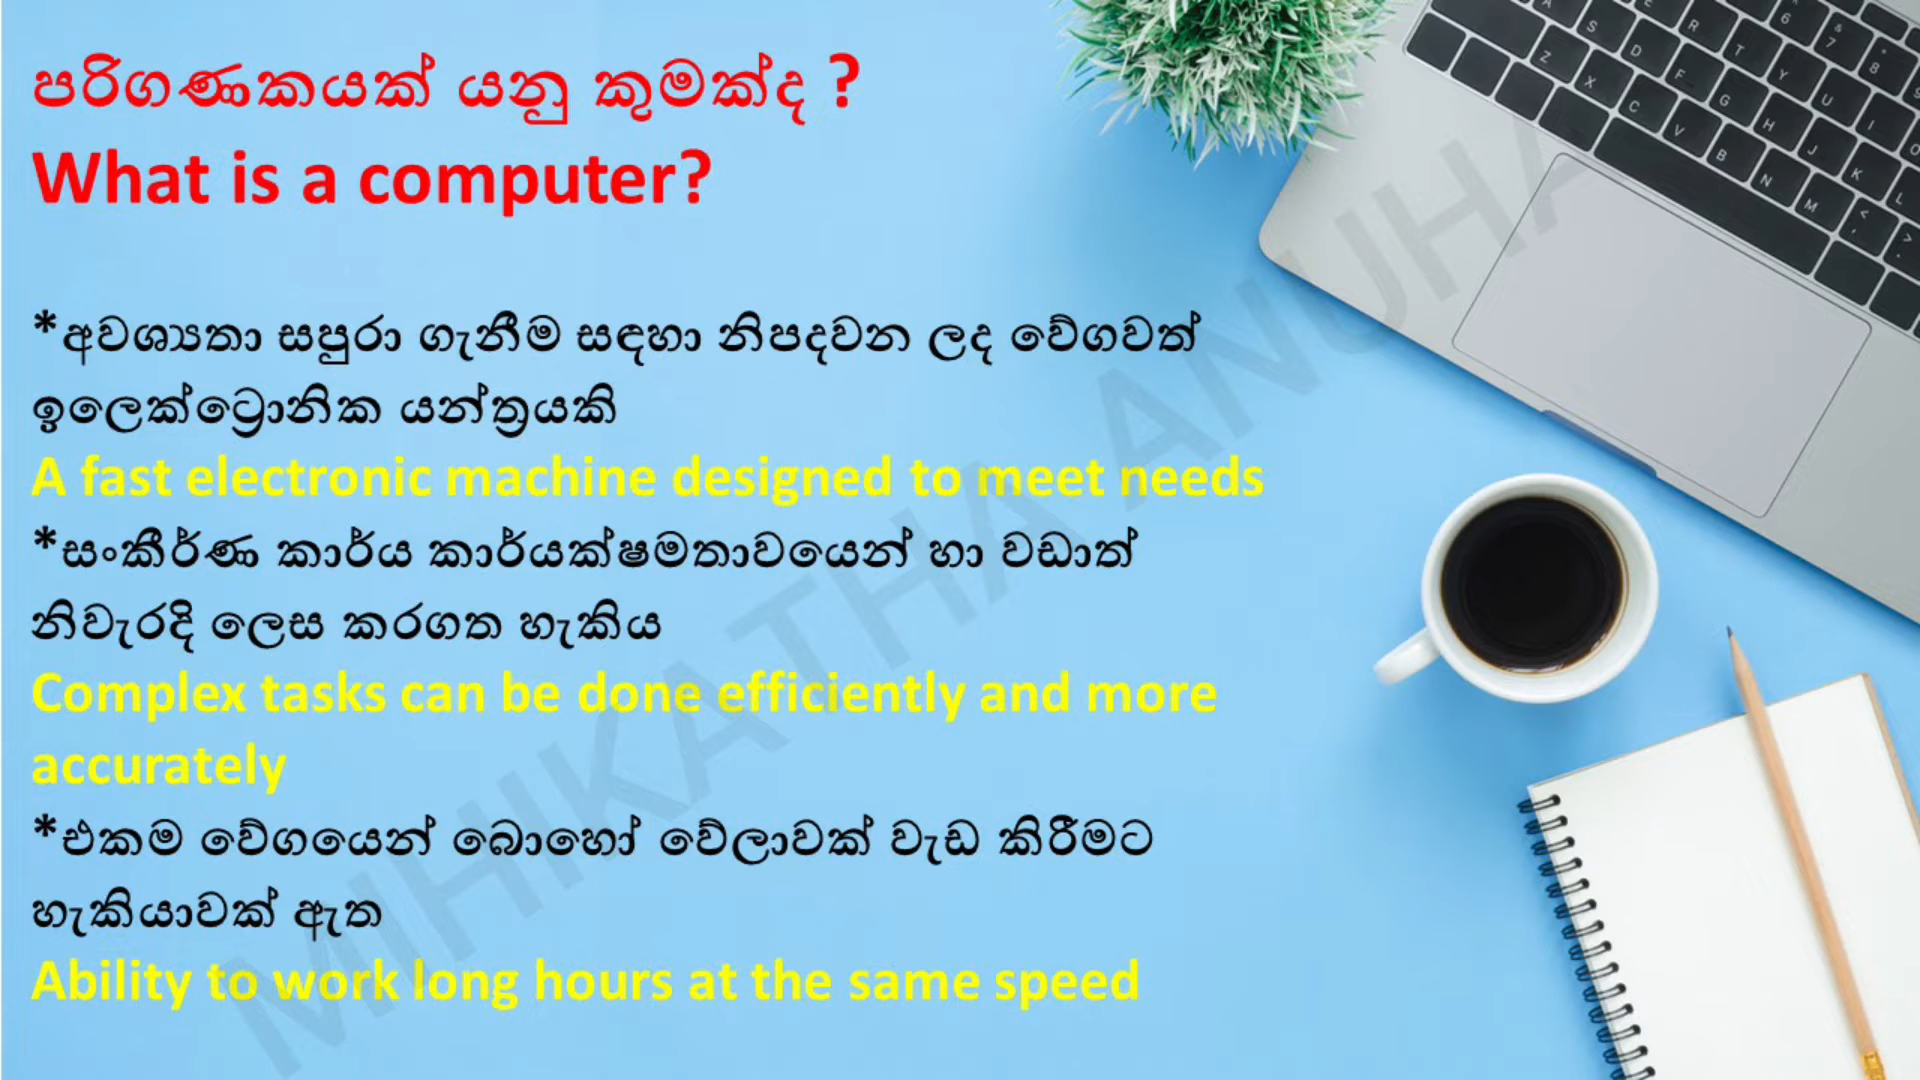 පරිගණකයක් යනු කුමක්ද ?
What is a computer?
*අවශ්‍යතා සපුරා ගැනීම සඳහා නිපදවන ලද වේගවත්
ඉලෙක්ට්‍රොනික යන්ත්‍රයකි
A fast electronic machine designed to meet needs
*සංකීර්ණ කාර්ය කාර්යක්ෂමතාවයෙන් හා වඩාත්
නිවැරදි ලෙස කරගත හැකිය
Complex tasks can be done efficiently and more
accurately
*එකම වේගයෙන් බොහෝ වේලාවක් වැඩ කිරීමට
හැකියාවක් ඇත
Ability to work long hours at the same speed
MIHIKATHA ANUHA